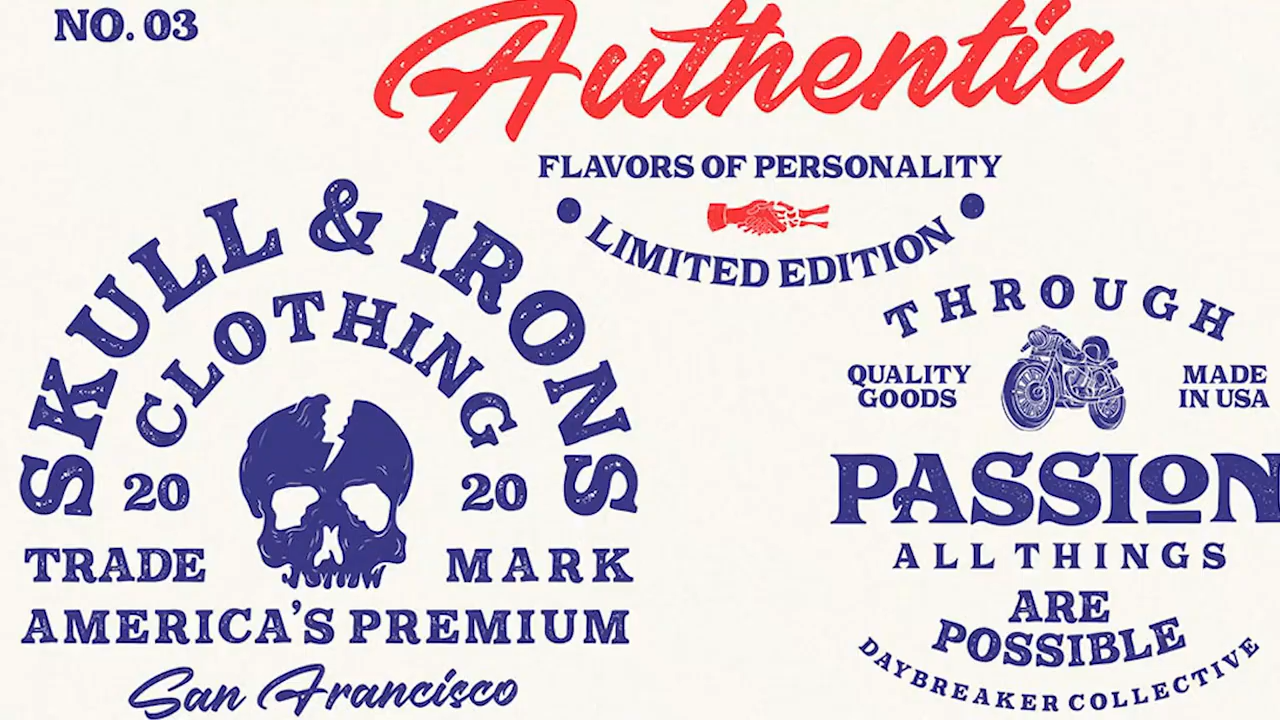 NO. 03
Authentic
FLAVORS OF PERSONALITY
LIMITED EDITION
SKULL & IRONS
CLOTHING
20 20
TRADE MARK
AMERICA'S PREMIUM
San Francisco
THROUGH
QUALITY GOODS
MADE IN USA
PASSION
ALL THINGS
ARE
POSSIBLE
DAYBREAKER COLLECTIVE